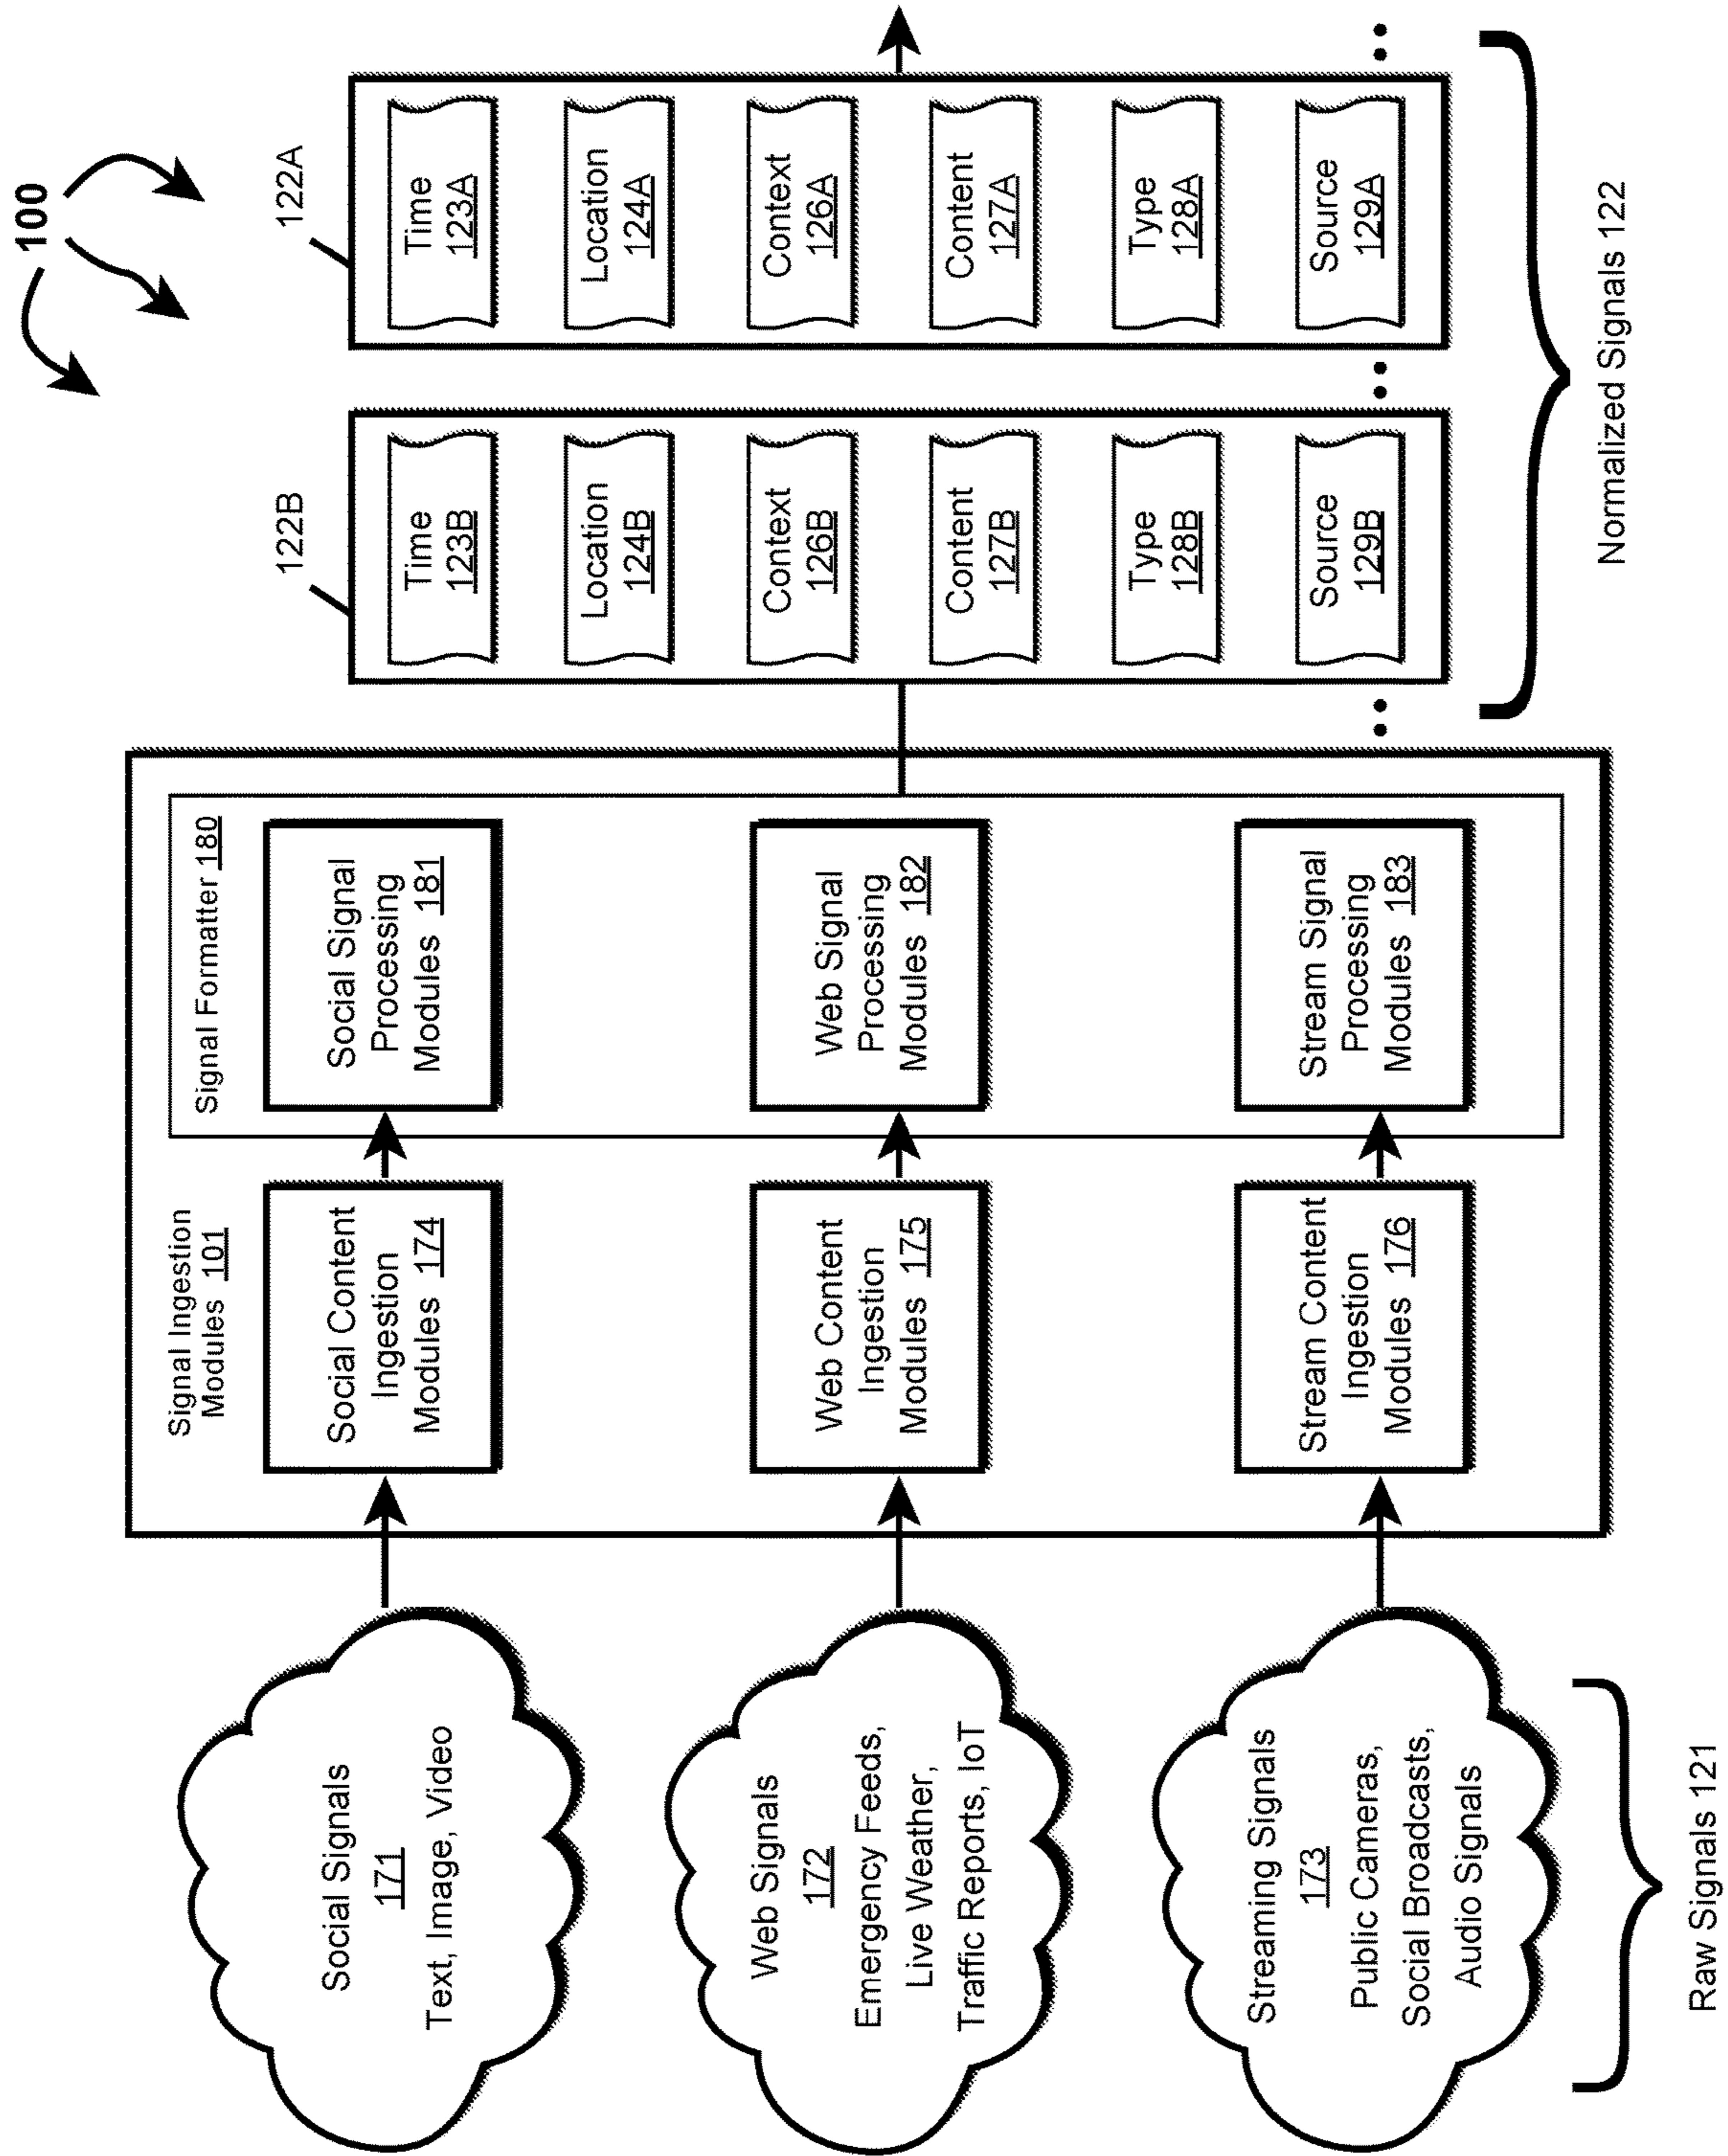 100
Social Signals
171
Text, Image, Video
Web Signals
172
Emergency Feeds,
Live Weather,
Traffic Reports, IoT
Streaming Signals
173
Public Cameras,
Social Broadcasts,
Audio Signals
Raw Signals 121
Signal Ingestion
Modules 101
Social Content
Ingestion
Modules 174
Web Content
Ingestion
Modules 175
Stream Content
Ingestion
Modules 176
Signal Formatter 180
Social Signal
Processing
Modules 181
Web Signal
Processing
Modules 182
Stream Signal
Processing
Modules 183
122B
Time
123B
Location
124B
Context
126B
Content
127B
Type
128B
Source
129B
122A
Time
123A
Location
124A
Context
126A
Content
127A
Type
128A
Source
129A
Normalized Signals 122